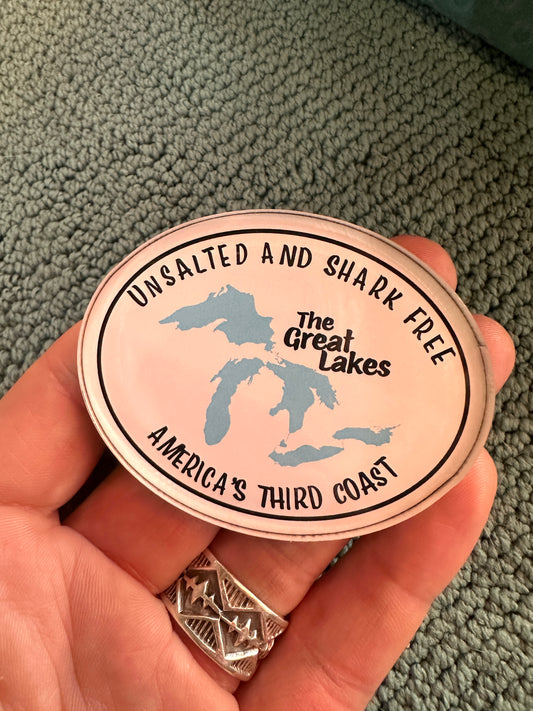 UNSALTED AND SHARK FREE
The
Great
Lakes
AMERICA'S THIRD COAST